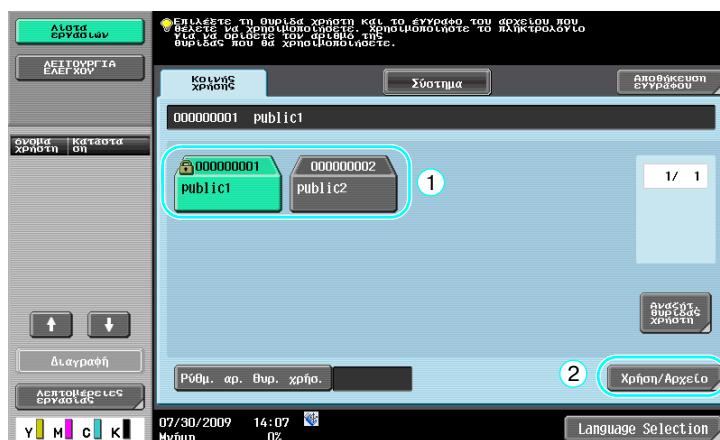 Λίστα
εργασιών
Επιλέξτε τη θυρίδα χρήστη και το έγγραφο του αρχείου που
θέλετε να χρησιμοποιήσετε. Χρησιμοποιήστε το πληκτρολόγιο
για να ορίσετε τον αριθμό της
θυρίδας που θα χρησιμοποιήσετε.
ΛΕΙΤΟΥΡΓΙΑ
ΕΛΕΓΧΟΥ
Κοινής
χρήσης
Σύστημα
Αποθήκευση
εγγράφου
000000001 public1
όνομα
χρήστη
Κατάστα
ση
000000001
public1
000000002
public2
1
1/ 1
Αναζήτ.
θυρίδας
χρήστη
Διαγραφή
Ρύθμ. αρ. θυρ. χρήσ.
2
Χρήση/Αρχείο
Λεπτομέρειες
εργασίας
Y M C K
07/30/2009 14:07
Μνήμη 0%
Language Selection